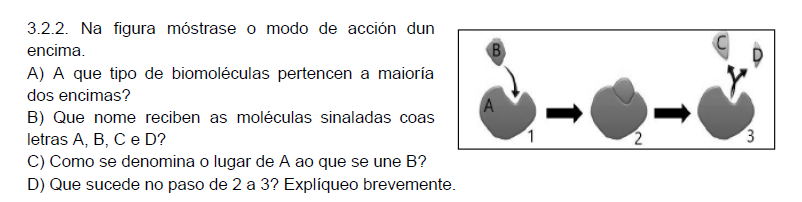 3.2.2. Na figura móstrase o modo de acción dun
encima.
A) A que tipo de biomoléculas pertencen a maioría
dos encimas?
B) Que nome reciben as moléculas sinaladas coas
letras A, B, C e D?
C) Como se denomina o lugar de A ao que se une B?
D) Que sucede no paso de 2 a 3? Explíqueo brevemente.
B
C
D
A
1
2
3